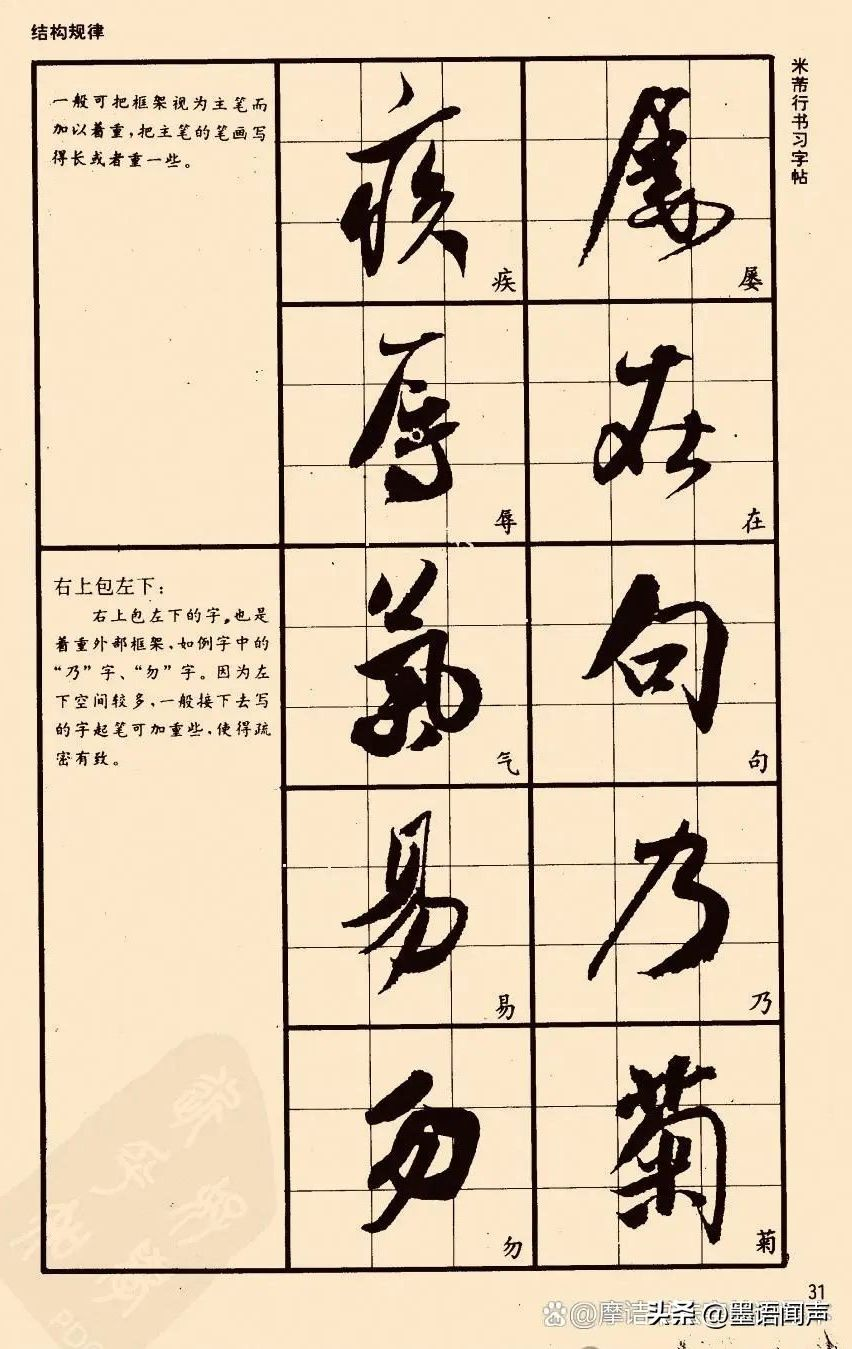 结构规律
米芾行书习字帖
一般可把框架视为主笔而
加以着重，把主笔的笔画写
得长或者重一些。
屡
疾
在
辱
右上包左下：
右上包左下的字，也是
着重外部框架，如例字中的
“乃”字、“勿”字。因为左
下空间较多，一般接下去写
的字起笔可加重些，使得疏
密有致。
句
气
乃
易
菊
勿
31
头条@墨语闻声